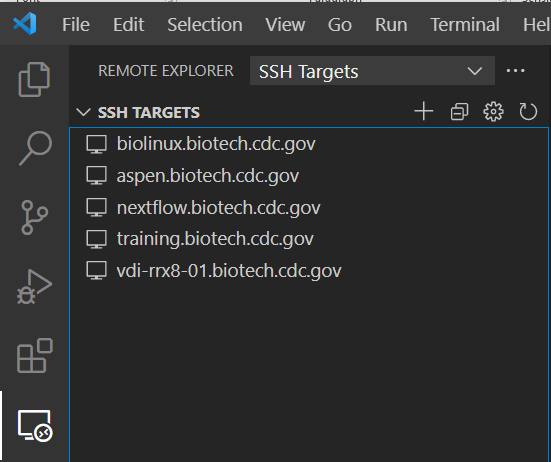 File Edit Selection View Go Run Terminal Hel
REMOTE EXPLORER SSH Targets
SSH TARGETS
biolinux.biotech.cdc.gov
aspen.biotech.cdc.gov
nextflow.biotech.cdc.gov
training.biotech.cdc.gov
vdi-rrx8-01.biotech.cdc.gov